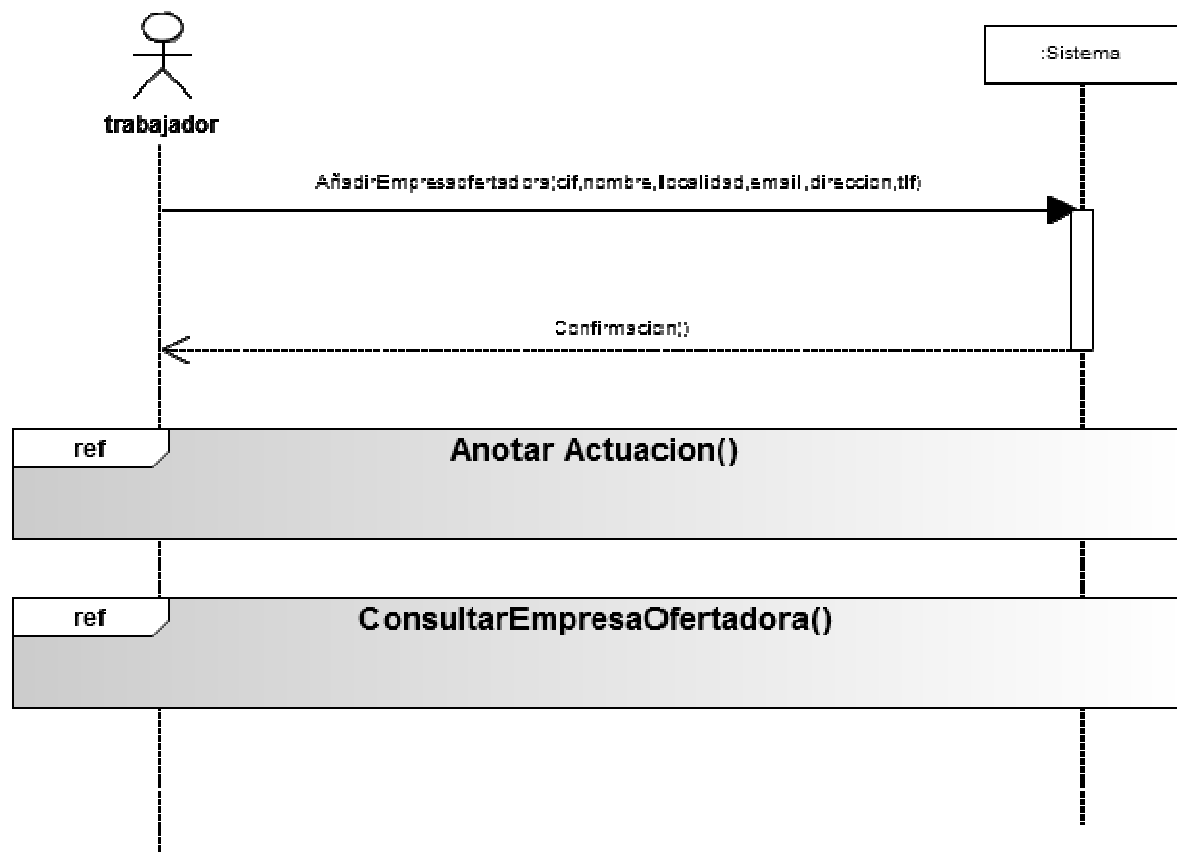 :Sistema
trabajador
AñadirEmpresaofertadora(cif,nombre,localidad,email,direccion,tlf)
Confirmacion()
ref
Anotar Actuacion()
ref
ConsultarEmpresaOfertadora()